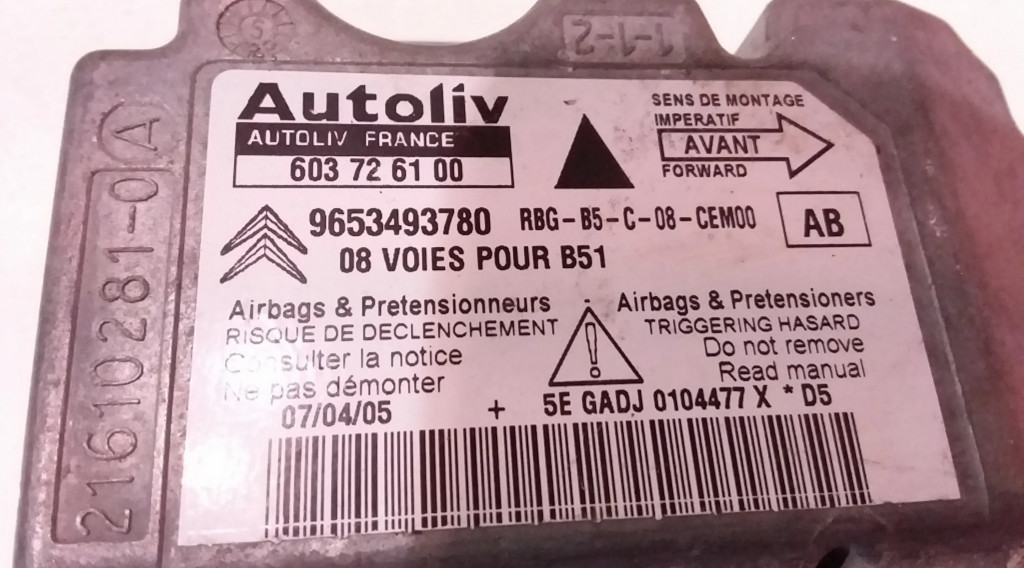 Autoliv
AUTOLIV FRANCE
603 72 61 00
SENS DE MONTAGE
IMPERATIF
AVANT
FORWARD
9653493780 RBG-B5-C-08-CEM00
AB
08 VOIES POUR B51
Airbags & Pretensionneurs
RISQUE DE DECLENCHEMENT
Consulter la notice
Ne pas démonter
Airbags & Pretensioners
TRIGGERING HASARD
Do not remove
Read manual
07/04/05 + 5E GADJ 0104477 X * D5
21610281-0 A
1-1-2